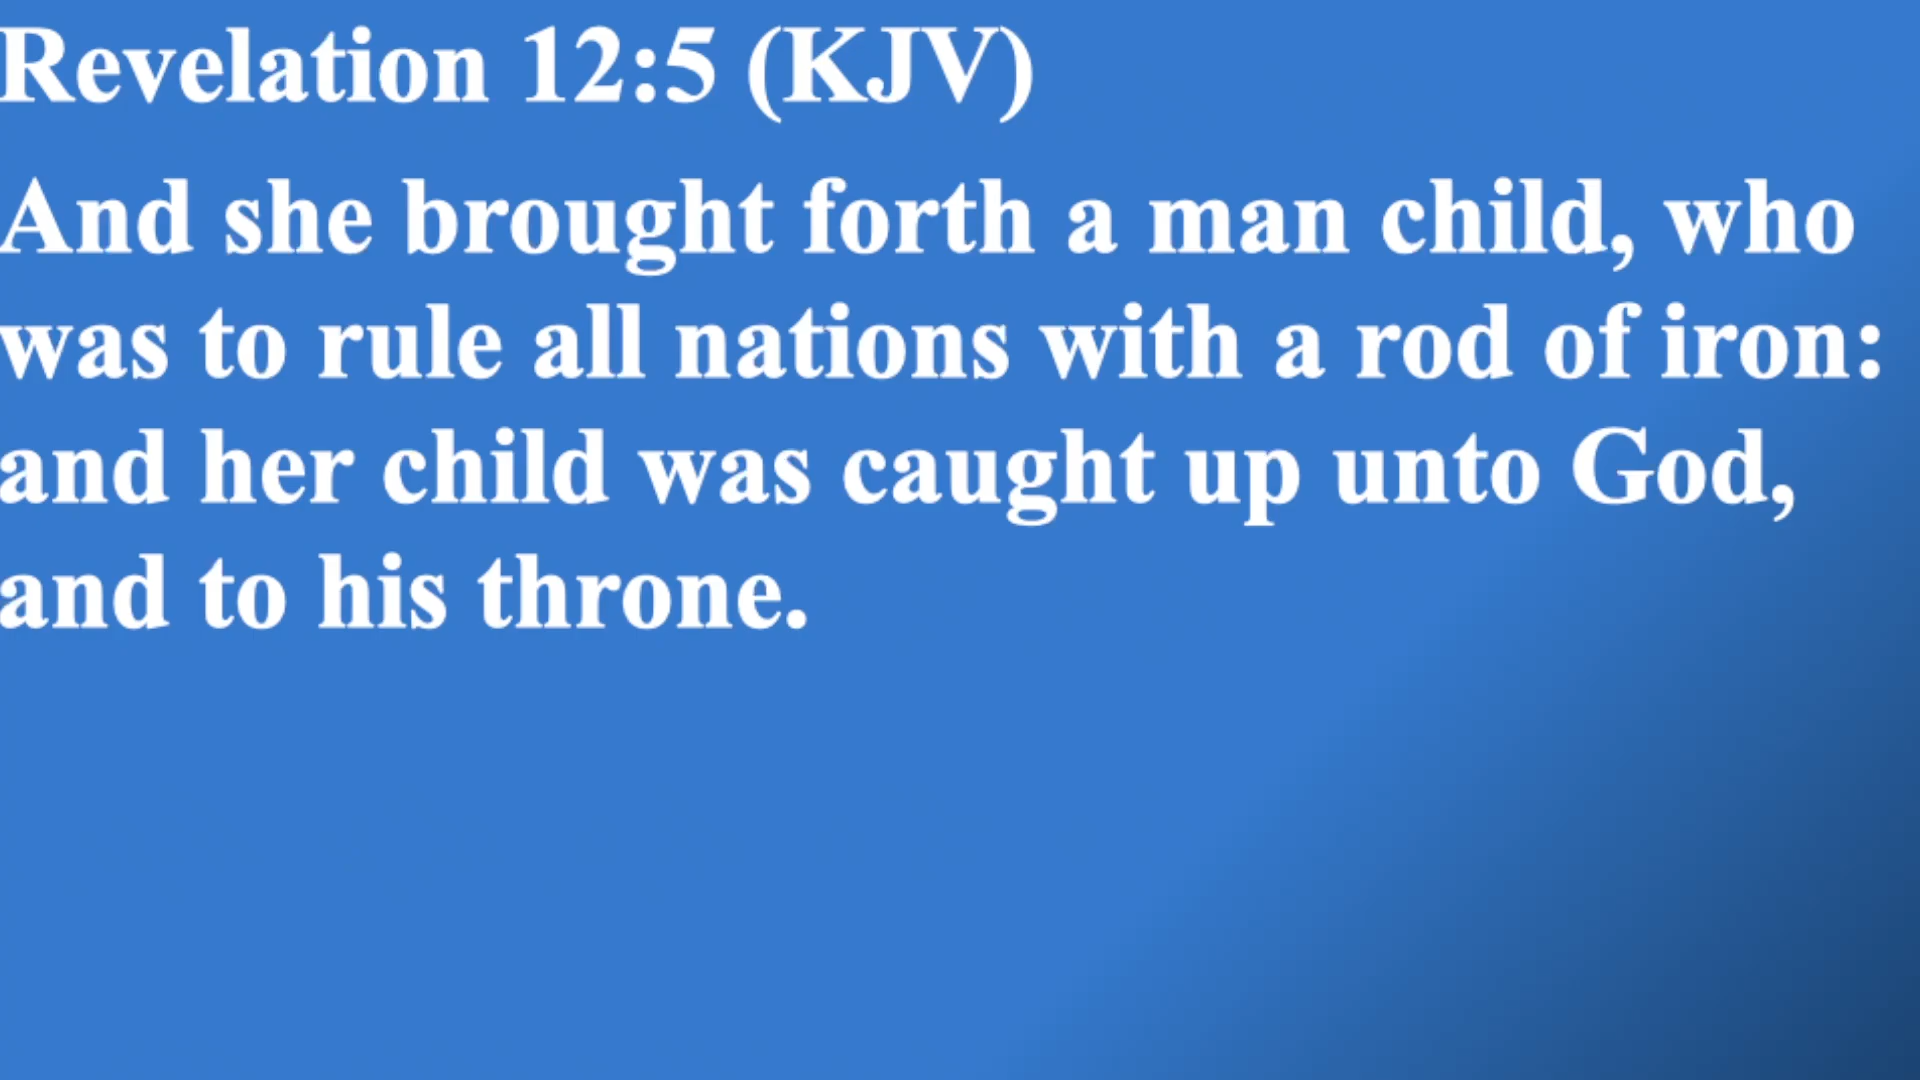 Revelation 12:5 (KJV)
And she brought forth a man child, who
was to rule all nations with a rod of iron:
and her child was caught up unto God,
and to his throne.